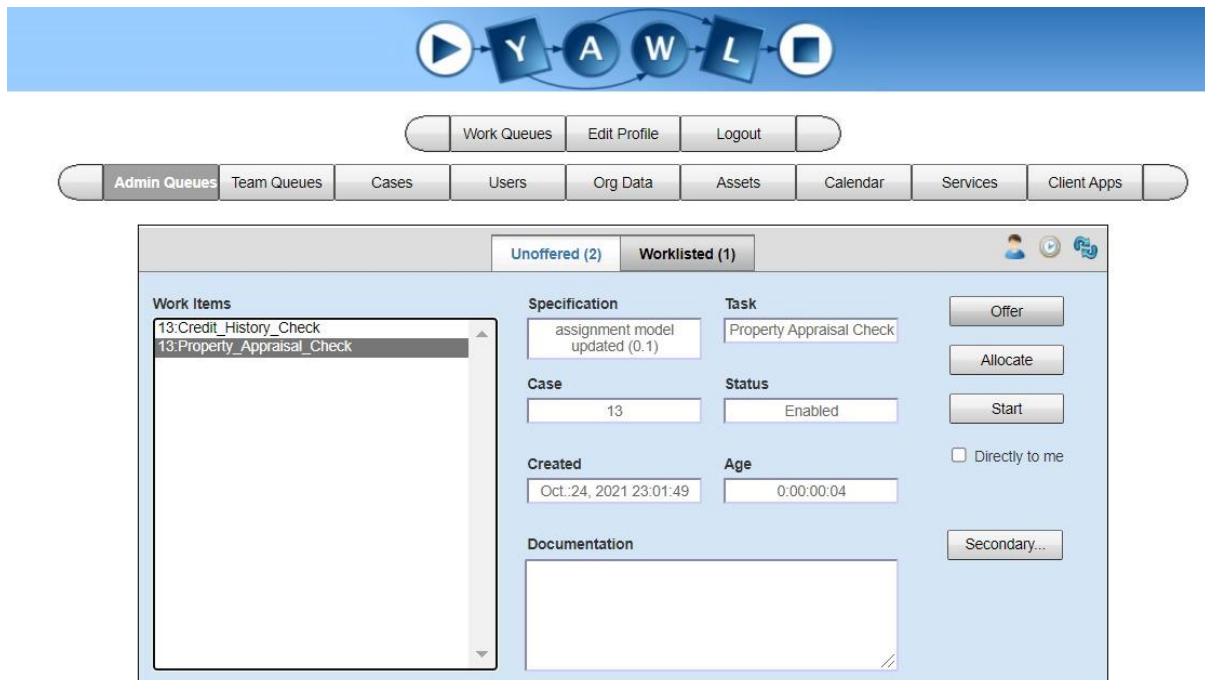 YAWL
Work Queues Edit Profile Logout
Admin Queues Team Queues Cases Users Org Data Assets Calendar Services Client Apps
Unoffered (2) Worklisted (1)
Work Items
13:Credit_History_Check
13:Property_Appraisal_Check
Specification Task
assignment model
updated (0.1)
Property Appraisal Check
Case Status
13 Enabled
Created Age
Oct.:24, 2021 23:01:49 0:00:00:04
Documentation
Offer
Allocate
Start
Directly to me
Secondary...